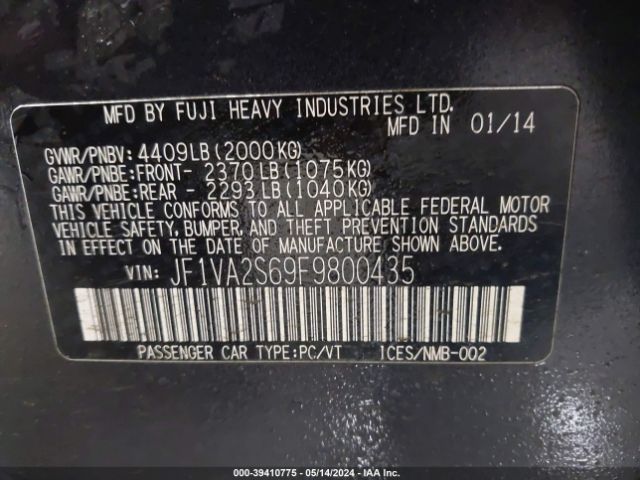 MFD BY FUJI HEAVY INDUSTRIES LTD.
MFD IN 01/14
GVWR/PNBV: 4409LB(2000KG)
GAWR/PNBE:FRONT- 2370LB(1075KG)
GAWR/PNBE:REAR - 2293LB(1040KG)
THIS VEHICLE CONFORMS TO ALL APPLICABLE FEDERAL MOTOR
VEHICLE SAFETY, BUMPER, AND THEFT PREVENTION STANDARDS
IN EFFECT ON THE DATE OF MANUFACTURE SHOWN ABOVE.
VIN: JF1VA2S69F9800435
PASSENGER CAR TYPE:PC/VT ICES/NMB-002
000-39410775 - 05/14/2024 - IAA Inc.